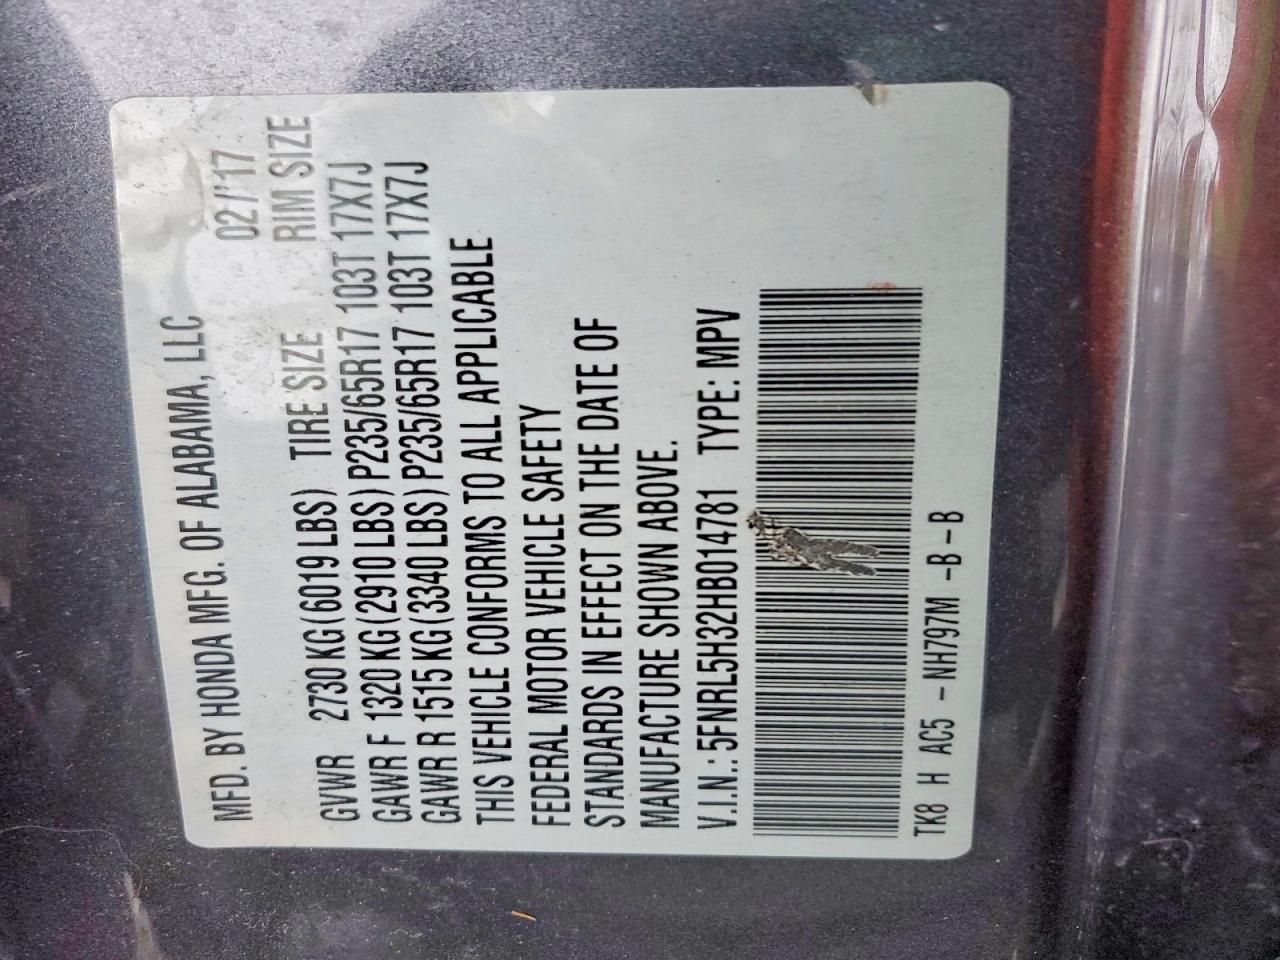 MFD. BY HONDA MFG. OF ALABAMA, LLC
02/'17
TIRE SIZE RIM SIZE
GVWR 2730 KG (6019 LBS)
GAWR F 1320 KG (2910 LBS) P235/65R17 103T 17X7J
GAWR R 1515 KG (3340 LBS) P235/65R17 103T 17X7J
THIS VEHICLE CONFORMS TO ALL APPLICABLE
FEDERAL MOTOR VEHICLE SAFETY
STANDARDS IN EFFECT ON THE DATE OF
MANUFACTURE SHOWN ABOVE.
V.I.N.: 5FNRL5H32HB014781 TYPE: MPV
TK8 H AC5 - NH797M - B - B